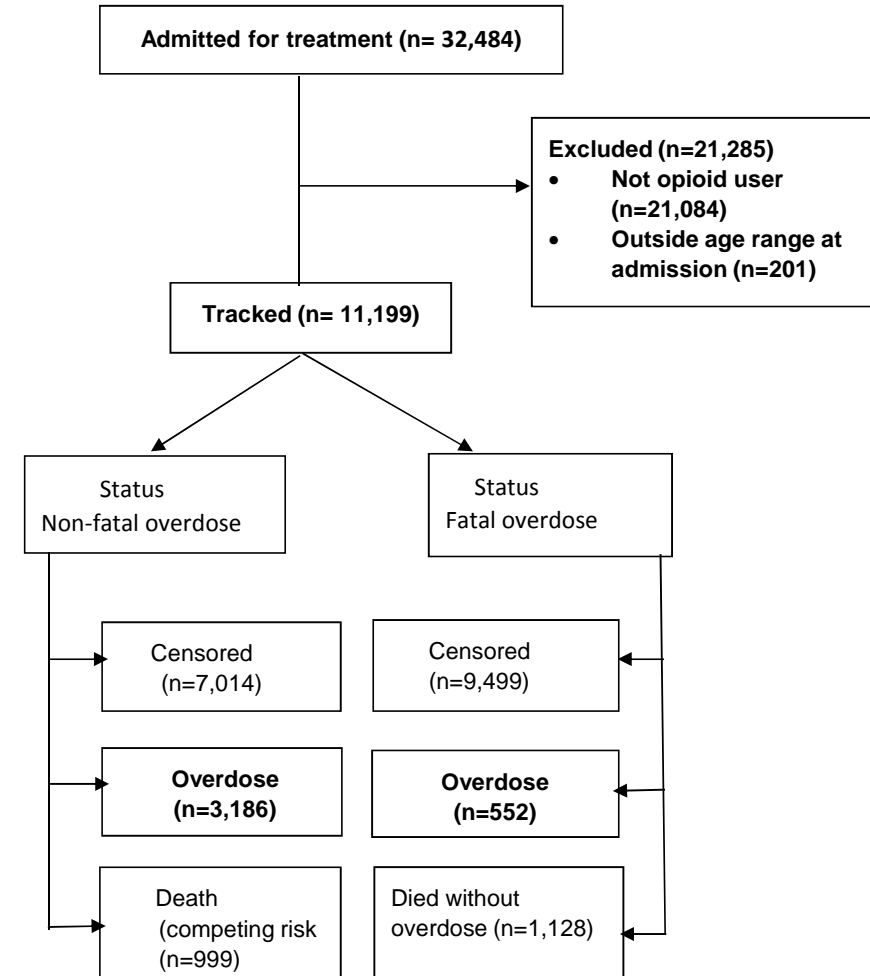 Admitted for treatment (n= 32,484)
Excluded (n=21,285)
• Not opioid user
(n=21,084)
• Outside age range at
admission (n=201)
Tracked (n= 11,199)
Status
Non-fatal overdose
Status
Fatal overdose
Censored
(n=7,014)
Censored
(n=9,499)
Overdose
(n=3,186)
Overdose
(n=552)
Death
(competing risk
(n=999)
Died without
overdose (n=1,128)